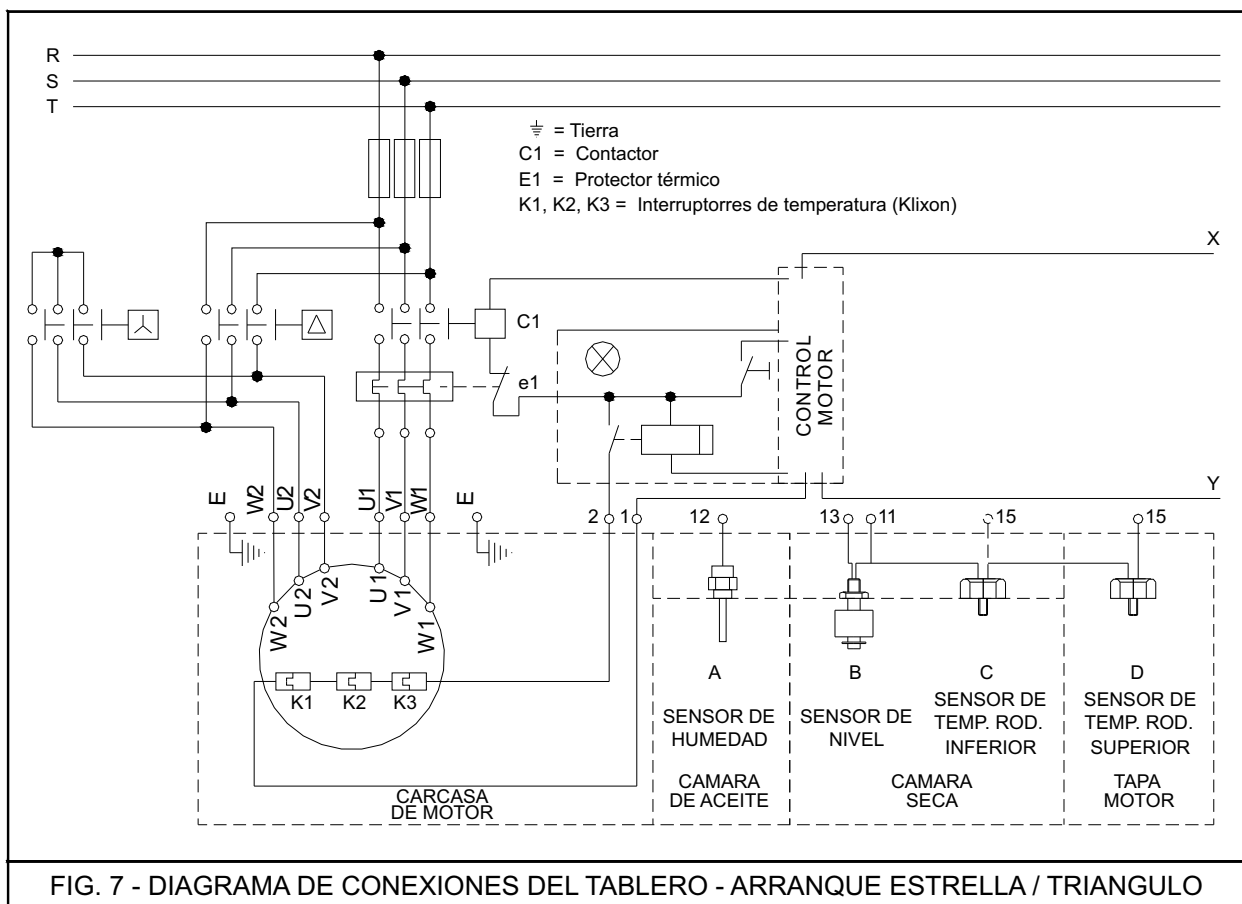 R
S
T
= Tierra
C1 = Contactor
E1 = Protector térmico
K1, K2, K3 = Interruptorres de temperatura (Klixon)
X
C1
CONTROL
MOTOR
e1
Y
E
W2
U2
V2
U1
V1
W1
E
2
1
12
13
11
15
15
W2
U2
V2
U1
V1
W1
K1
K2
K3
A
B
C
D
SENSOR DE
HUMEDAD
SENSOR DE
NIVEL
SENSOR DE
TEMP. ROD.
INFERIOR
SENSOR DE
TEMP. ROD.
SUPERIOR
CARCASA
DE MOTOR
CAMARA
DE ACEITE
CAMARA
SECA
TAPA
MOTOR
FIG. 7 - DIAGRAMA DE CONEXIONES DEL TABLERO - ARRANQUE ESTRELLA / TRIANGULO